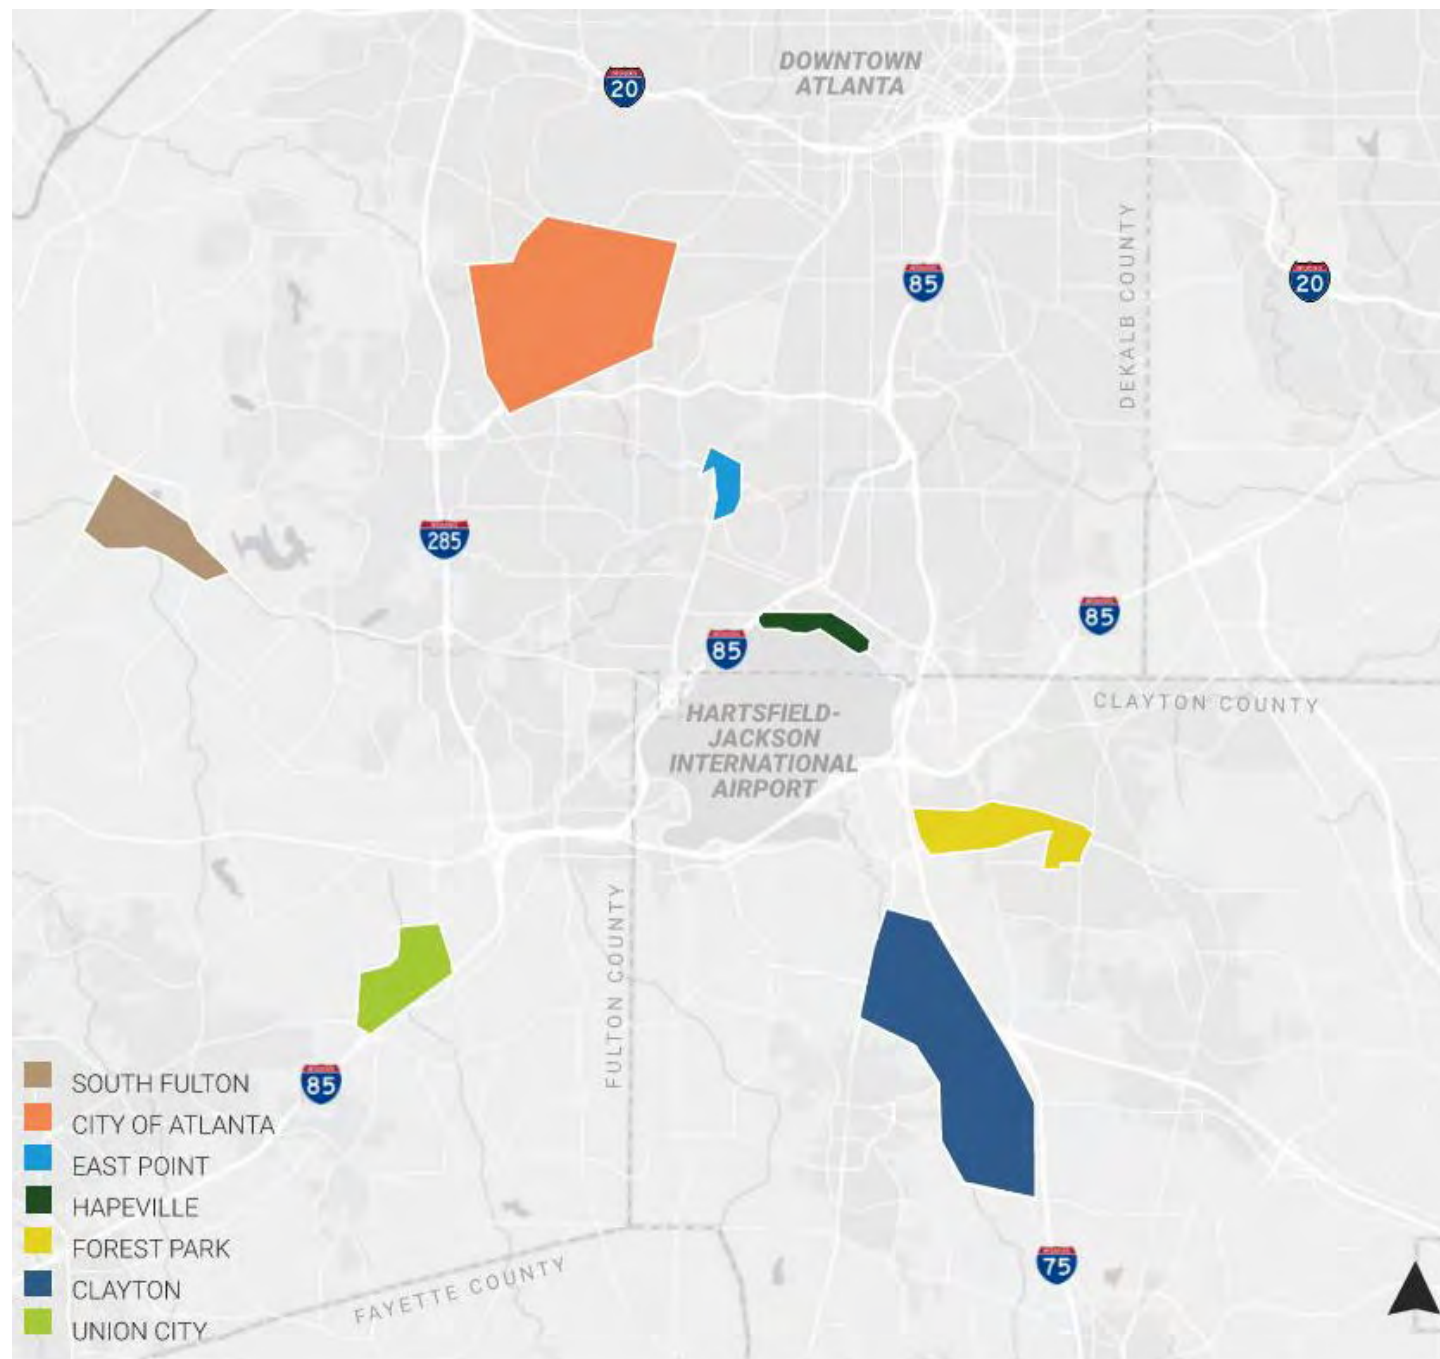 DOWNTOWN
ATLANTA
20
85
20
DEKALB COUNTY
285
85
85
CLAYTON COUNTY
HARTSFIELD-
JACKSON
INTERNATIONAL
AIRPORT
FULTON COUNTY
85
75
FAYETTE COUNTY
SOUTH FULTON
CITY OF ATLANTA
EAST POINT
HAPEVILLE
FOREST PARK
CLAYTON
UNION CITY